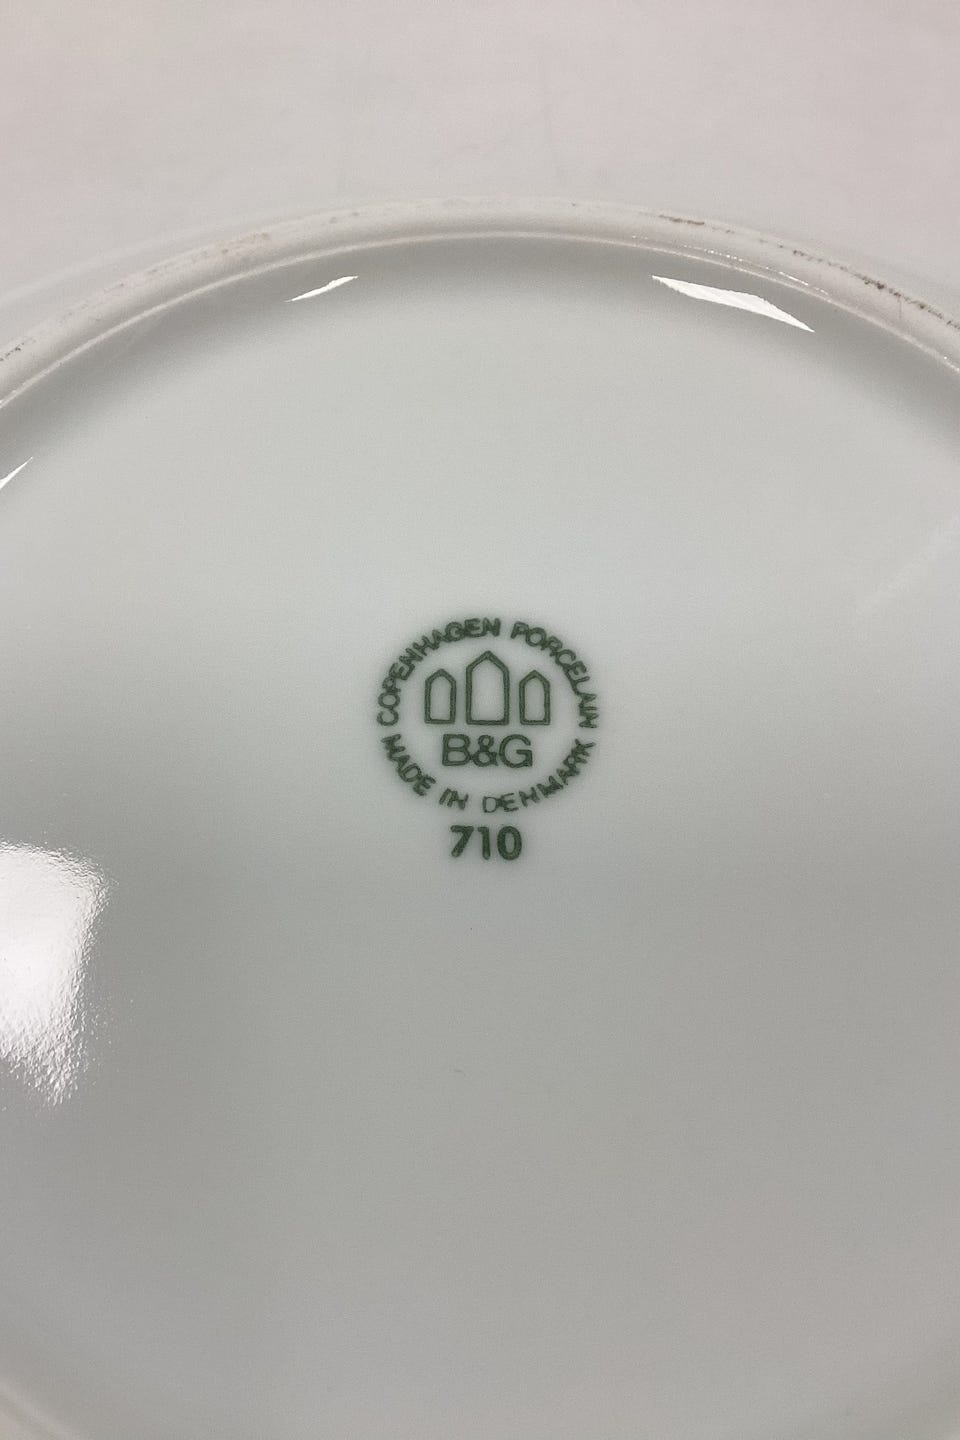 COPENHAGEN PORCELAIN
B&G
MADE IN DENMARK
710